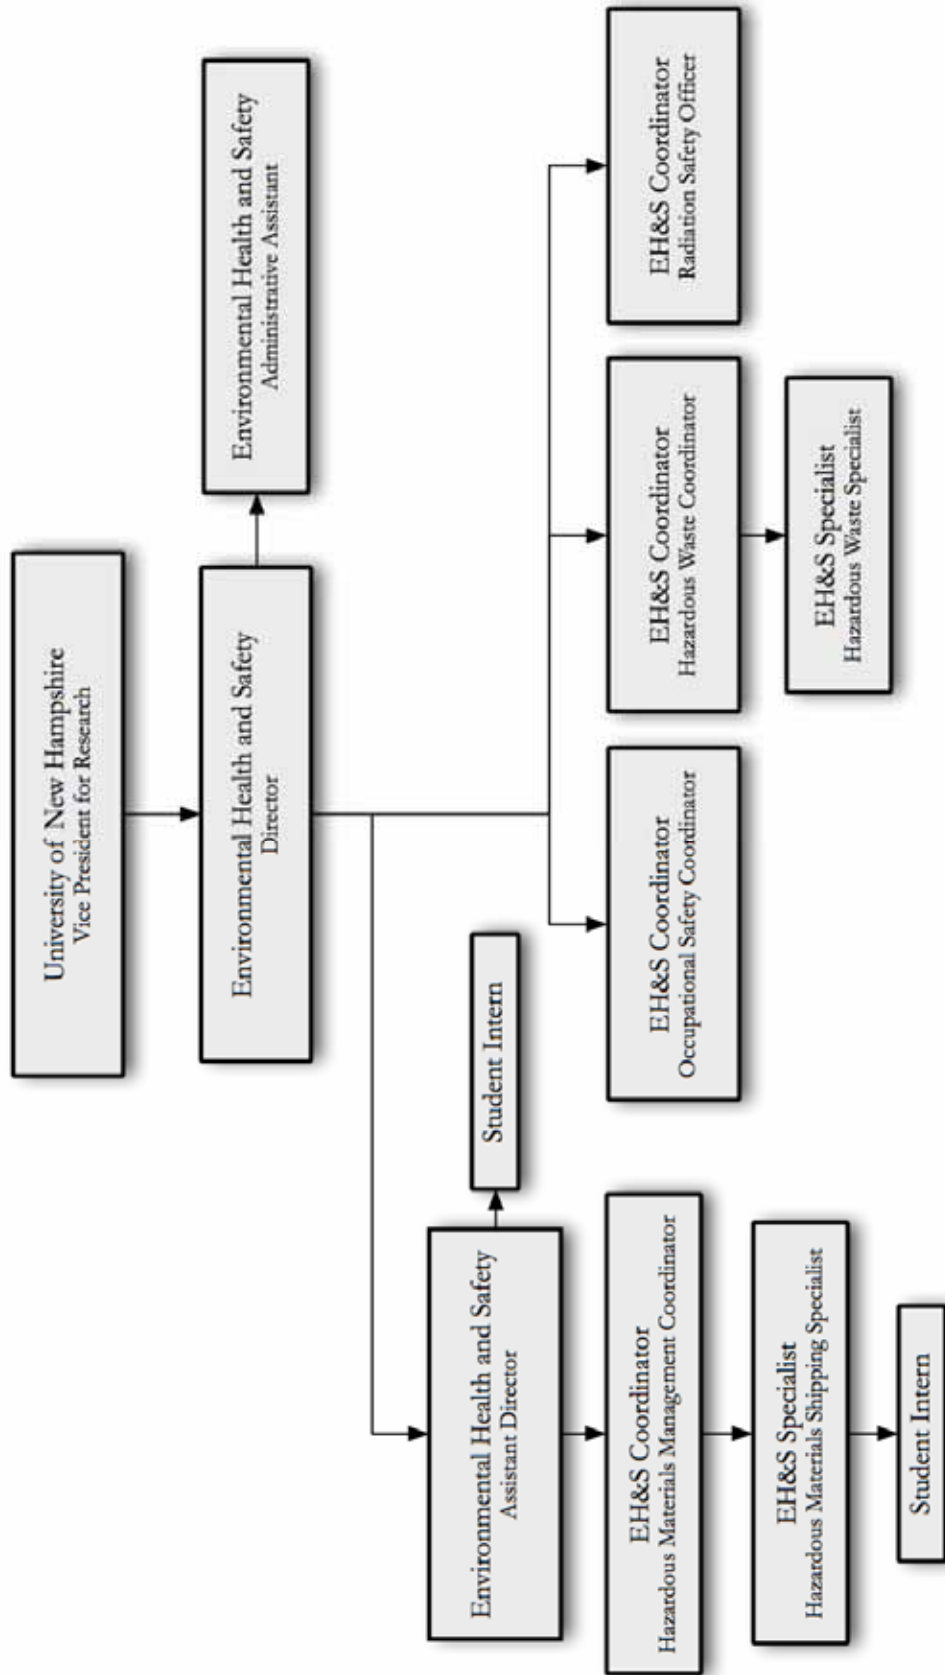 University of New Hampshire
Vice President for Research
Environmental Health and Safety
Director
Environmental Health and Safety
Administrative Assistant
Environmental Health and Safety
Assistant Director
Student Intern
EH&S Coordinator
Hazardous Materials Management Coordinator
EH&S Coordinator
Occupational Safety Coordinator
EH&S Coordinator
Hazardous Waste Coordinator
EH&S Coordinator
Radiation Safety Officer
EH&S Specialist
Hazardous Materials Shipping Specialist
EH&S Specialist
Hazardous Waste Specialist
Student Intern